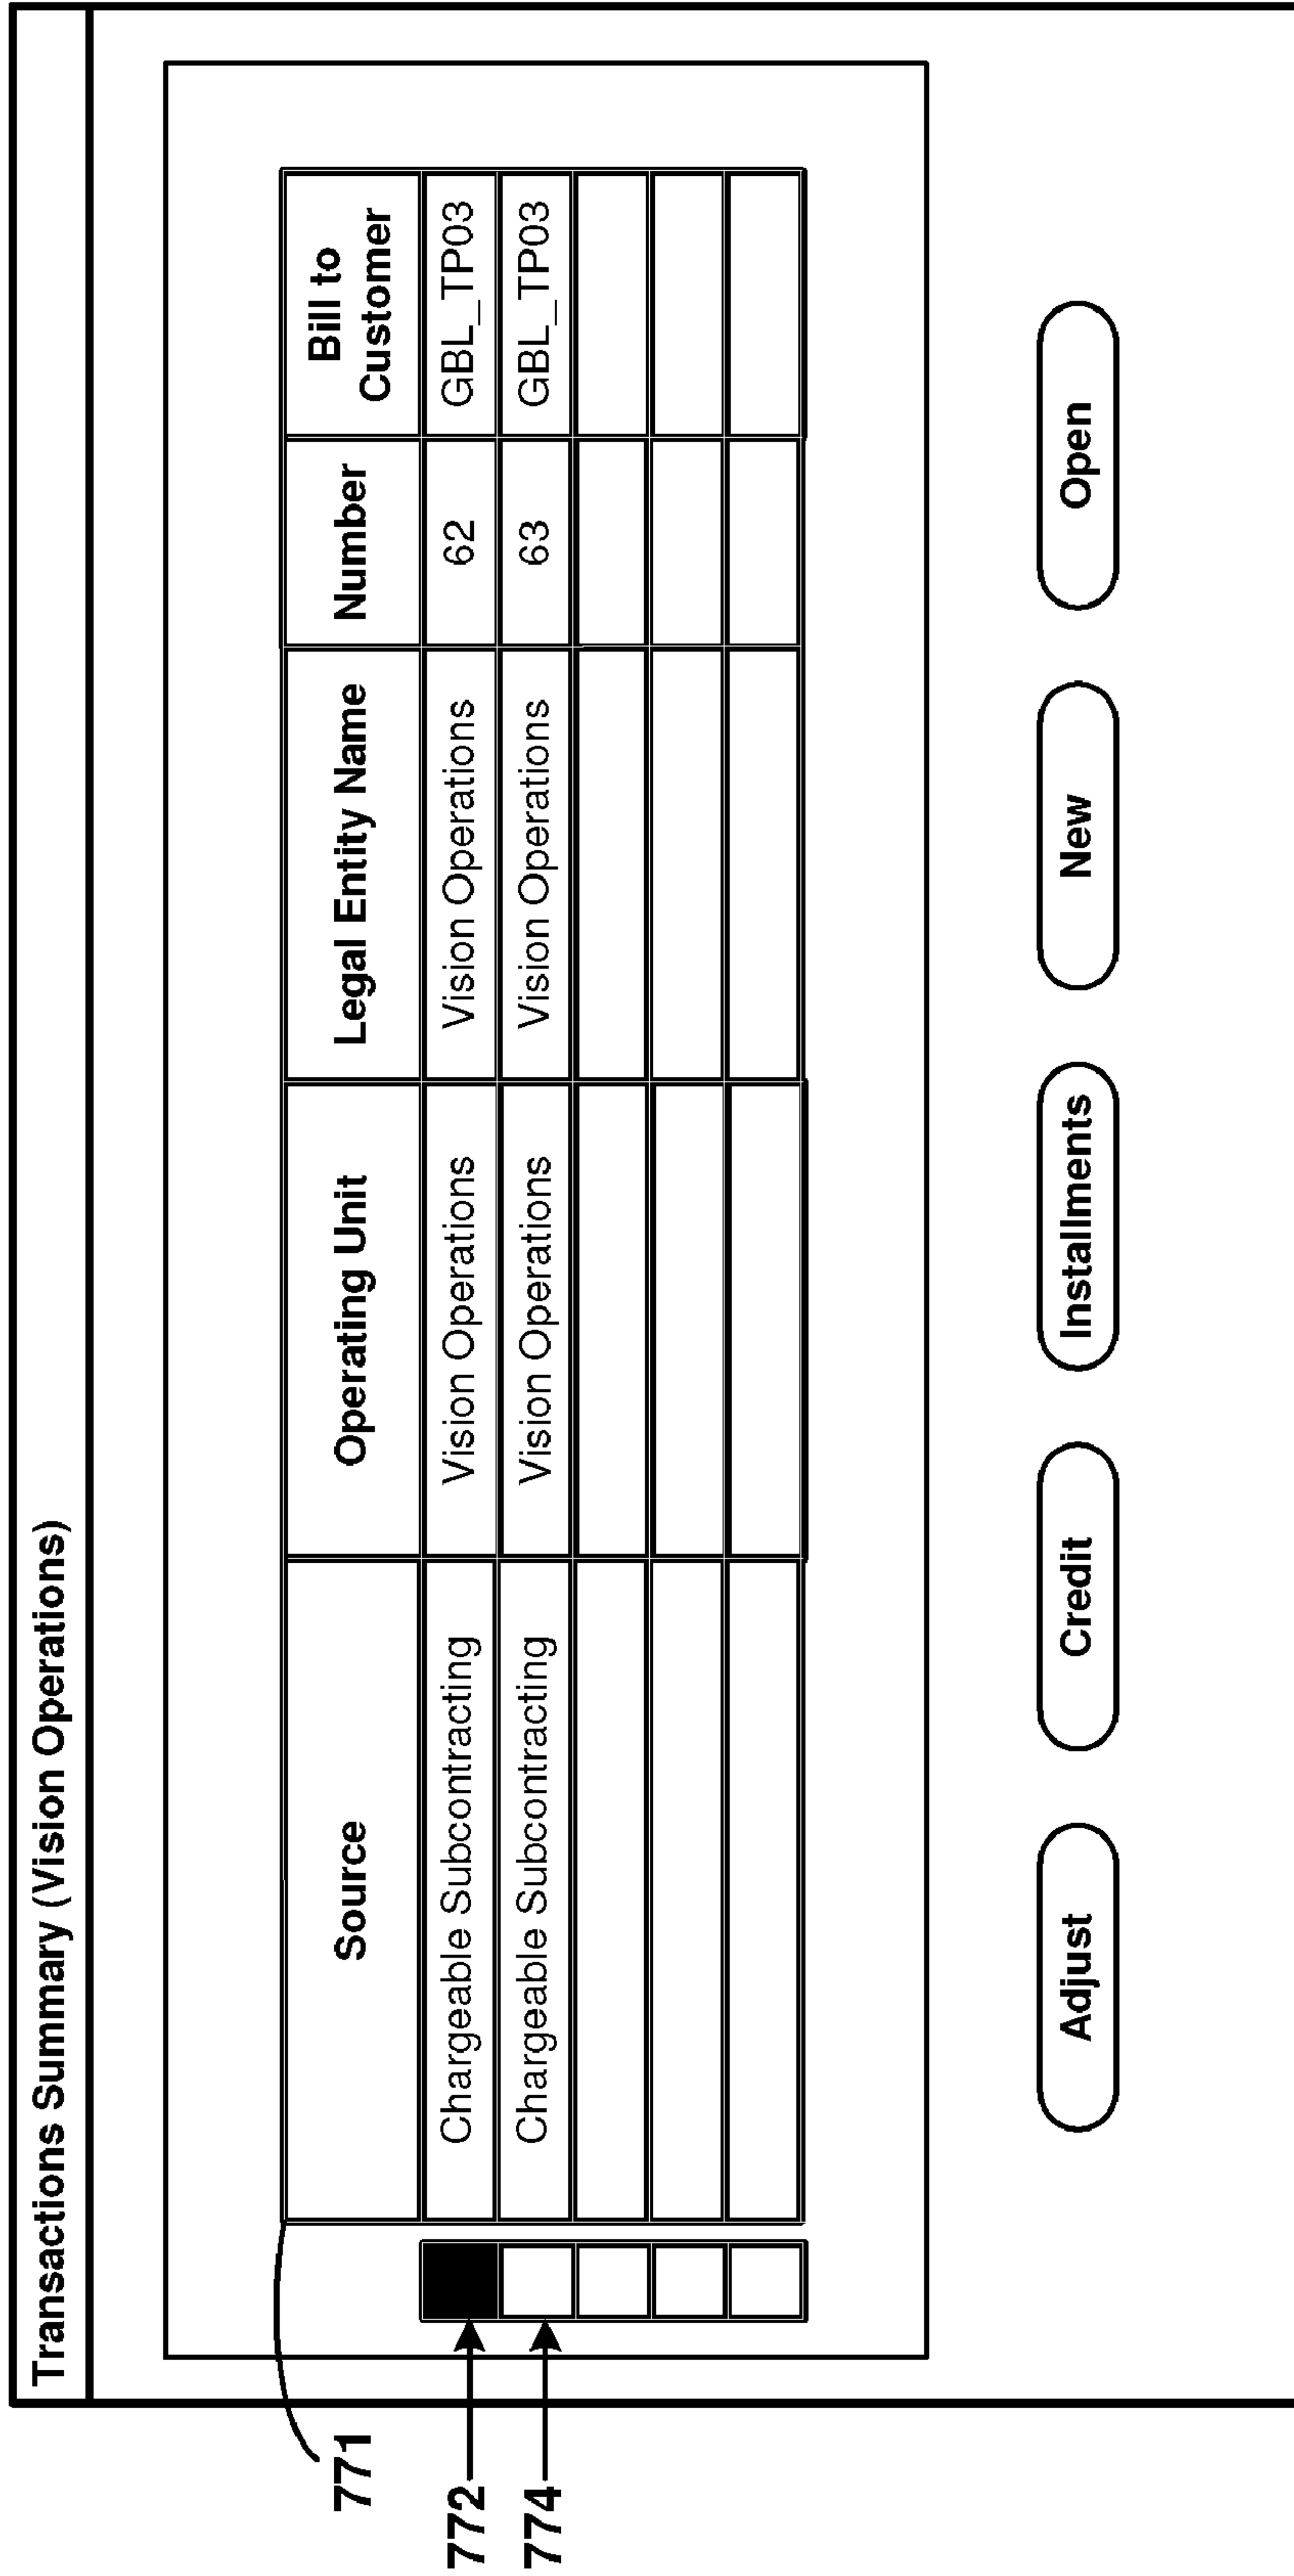 Transactions Summary (Vision Operations)
771
Source Operating Unit Legal Entity Name Number Bill to
Customer
772 Chargeable Subcontracting Vision Operations Vision Operations 62 GBL_TP03
774 Chargeable Subcontracting Vision Operations Vision Operations 63 GBL_TP03
Adjust Credit Installments New Open